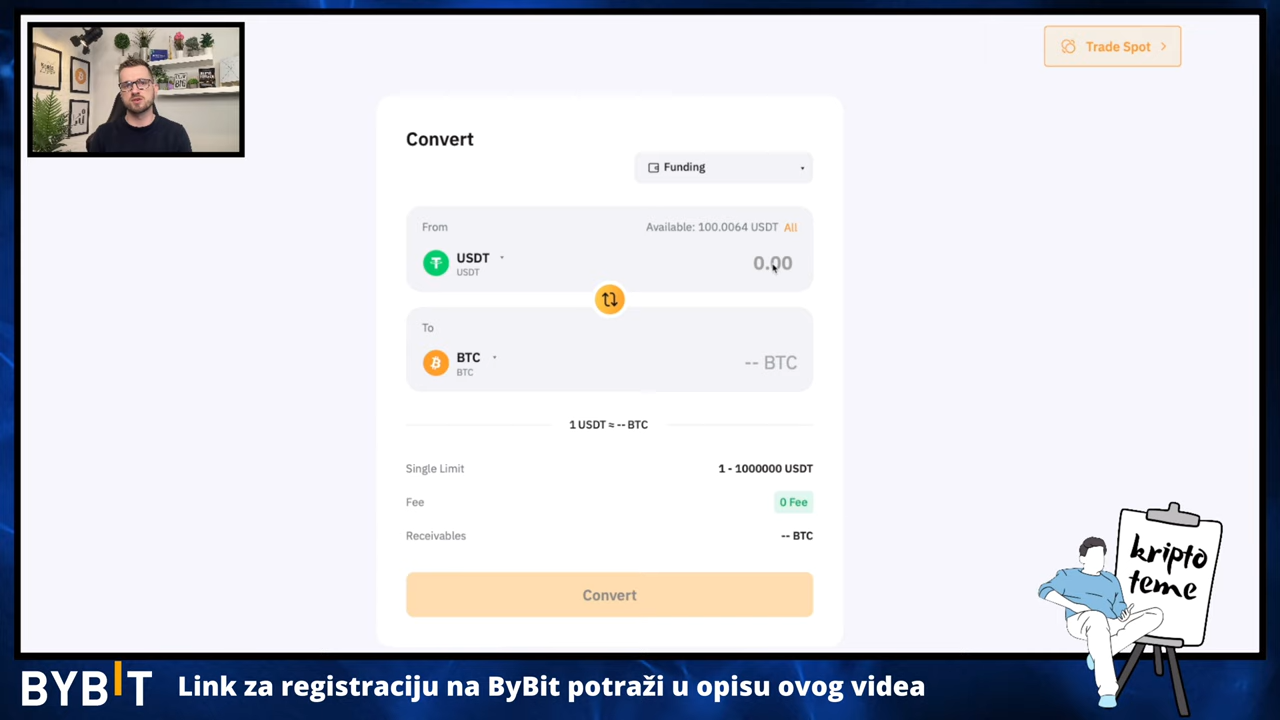 Trade Spot
Convert
Funding
From
Available: 100.0064 USDT All
USDT
USDT
0.00
To
BTC
BTC
-- BTC
1 USDT ≈ -- BTC
Single Limit
1 - 1000000 USDT
Fee
0 Fee
Receivables
-- BTC
Convert
kripto
teme
BYBIT
Link za registraciju na ByBit potraži u opisu ovog videa